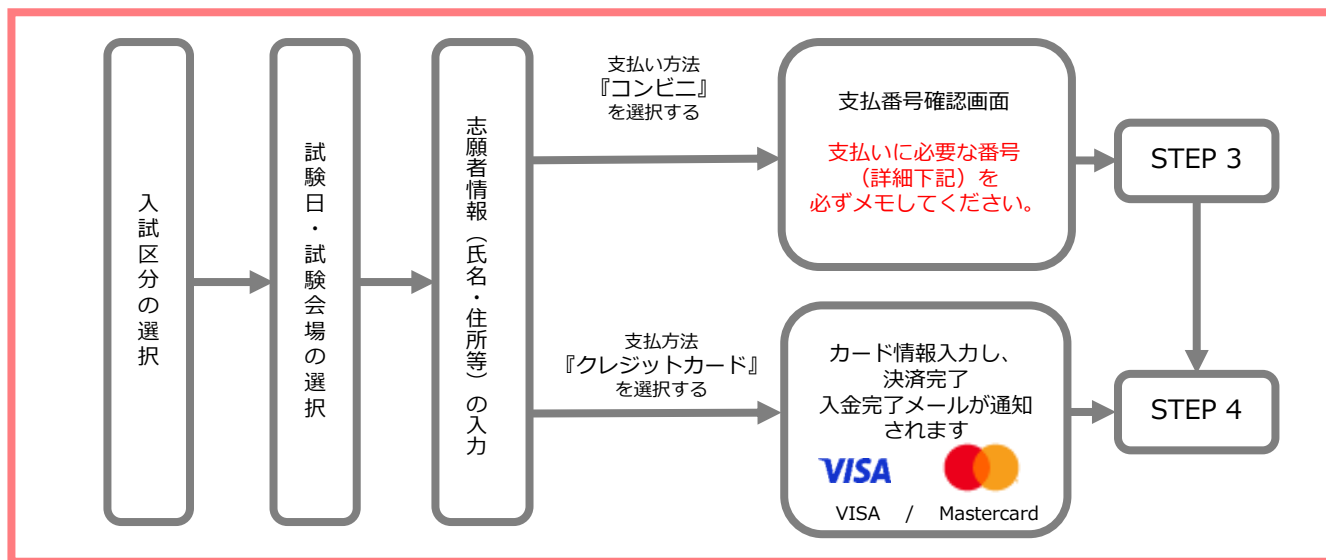 入試区分の選択
試験日・試験会場の選択
志願者情報（氏名・住所等）の入力
支払い方法
『コンビニ』
を選択する
支払番号確認画面
支払いに必要な番号
（詳細下記）を
必ずメモしてください。
STEP 3
支払方法
『クレジットカード』
を選択する
カード情報入力し、
決済完了
入金完了メールが通知
されます
VISA
VISA / Mastercard
STEP 4